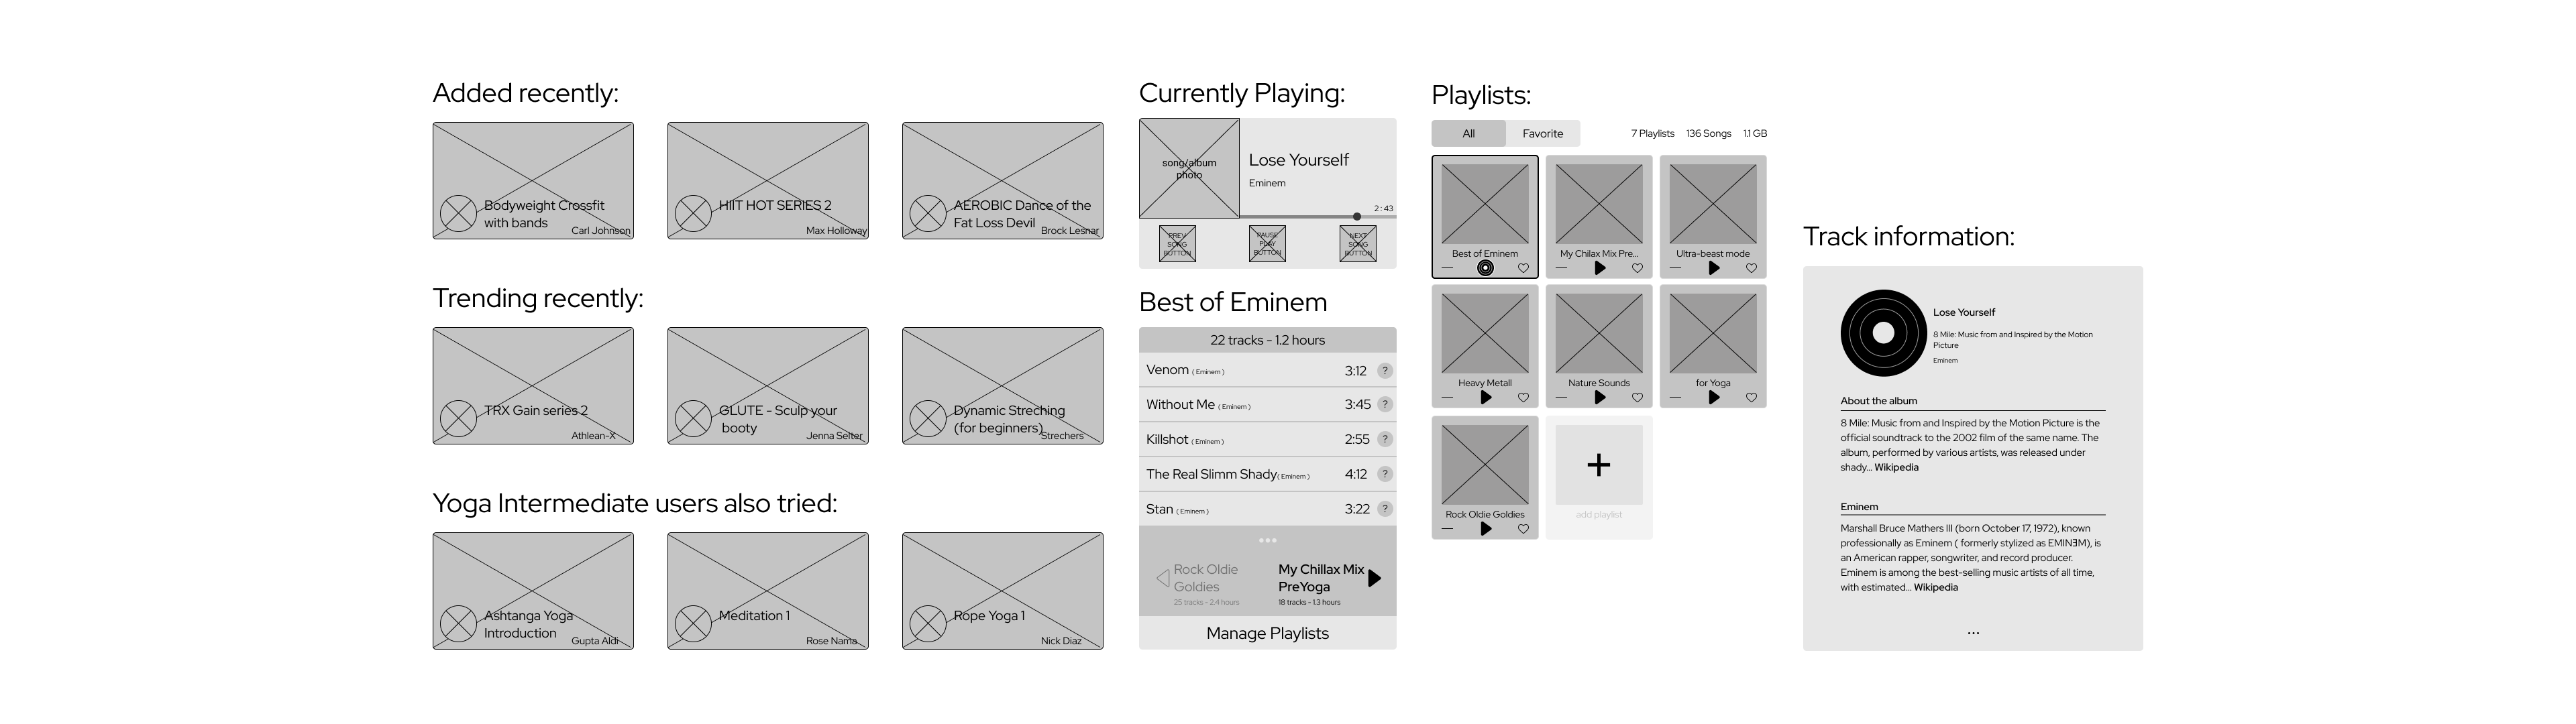 Added recently:
Bodyweight Crossfit
with bands
Carl Johnson
HIIT HOT SERIES 2
Max Holloway
AEROBIC Dance of the
Fat Loss Devil
Brock Lesnar
Trending recently:
TRX Gain series 2
Athlean-X
GLUTE - Sculp your
booty
Jenna Selter
Dynamic Streching
(for beginners)
Strechers
Yoga Intermediate users also tried:
Ashtanga Yoga
Introduction
Gupta Aldi
Meditation 1
Rose Nama
Rope Yoga 1
Nick Diaz
Currently Playing:
song/album
photo
Lose Yourself
Eminem
2:43
PREV
SONG
BUTTON
PAUSE
PLAY
BUTTON
NEXT
SONG
BUTTON
Best of Eminem
22 tracks - 1.2 hours
Venom ( Eminem ) 3:12 ?
Without Me ( Eminem ) 3:45 ?
Killshot ( Eminem ) 2:55 ?
The Real Slimm Shady( Eminem ) 4:12 ?
Stan ( Eminem ) 3:22 ?
Rock Oldie
Goldies
25 tracks - 2.4 hours
My Chillax Mix
PreYoga
18 tracks - 1.3 hours
Manage Playlists
Playlists:
All
Favorite
7 Playlists 136 Songs 1.1 GB
Best of Eminem
My Chilax Mix Pre...
Ultra-beast mode
Heavy Metall
Nature Sounds
for Yoga
Rock Oldie Goldies
add playlist
Track information:
Lose Yourself
8 Mile: Music from and Inspired by the Motion
Picture
Eminem
About the album
8 Mile: Music from and Inspired by the Motion Picture is the
official soundtrack to the 2002 film of the same name. The
album, performed by various artists, was released under
shady... Wikipedia
Eminem
Marshall Bruce Mathers III (born October 17, 1972), known
professionally as Eminem ( formerly stylized as EMINƎM), is
an American rapper, songwriter, and record producer.
Eminem is among the best-selling music artists of all time,
with estimated... Wikipedia
...